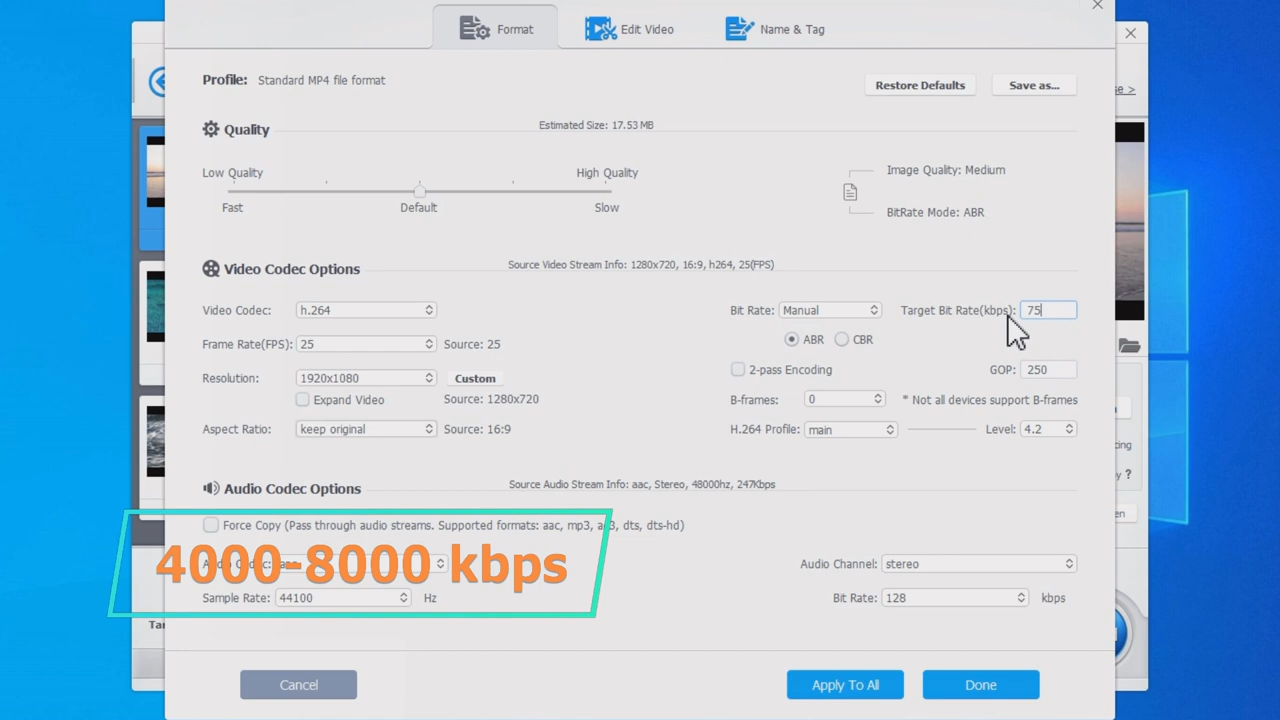 Format
Edit Video
Name & Tag
Profile: Standard MP4 file format
Restore Defaults
Save as...
Quality
Estimated Size: 17.53 MB
Low Quality
High Quality
Fast
Default
Slow
Image Quality: Medium
BitRate Mode: ABR
Video Codec Options
Source Video Stream Info: 1280x720, 16:9, h264, 25(FPS)
Video Codec: h.264
Bit Rate: Manual
Target Bit Rate(kbps): 75
ABR
CBR
Frame Rate(FPS): 25
Source: 25
2-pass Encoding
GOP: 250
Resolution: 1920x1080
Custom
Expand Video
Source: 1280x720
B-frames: 0
* Not all devices support B-frames
Aspect Ratio: keep original
Source: 16:9
H.264 Profile: main
Level: 4.2
Audio Codec Options
Source Audio Stream Info: aac, Stereo, 48000hz, 247Kbps
Force Copy (Pass through audio streams. Supported formats: aac, mp3, ac3, dts, dts-hd)
4000-8000 kbps
Audio Channel: stereo
Sample Rate: 44100 Hz
Bit Rate: 128 kbps
Cancel
Apply To All
Done